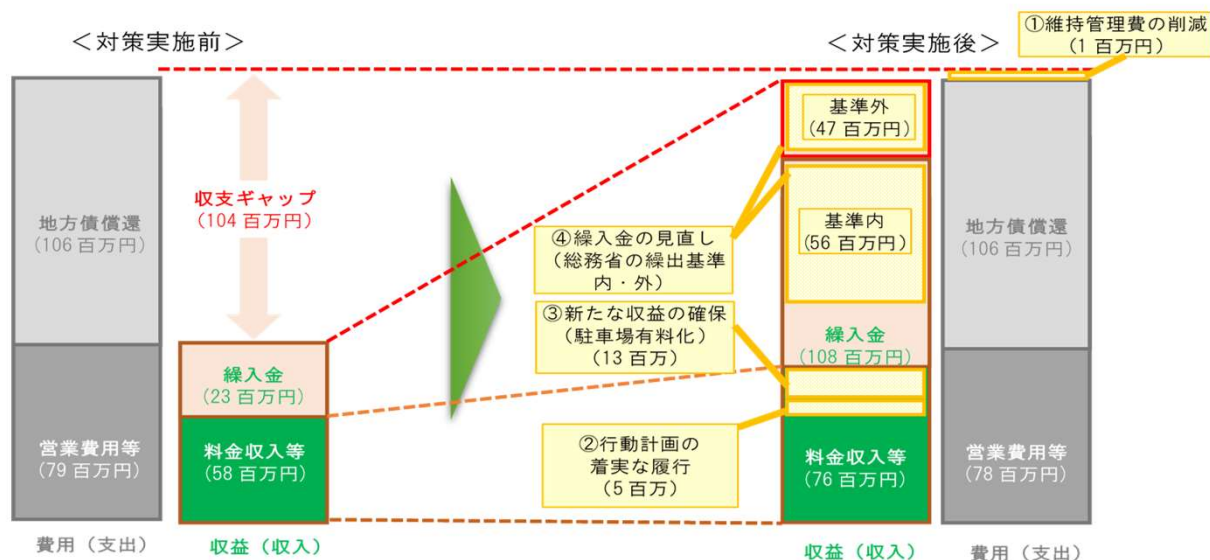 ＜対策実施前＞
地方債償還
（106 百万円）
営業費用等
（79 百万円）
費用（支出）
収支ギャップ
（104 百万円）
繰入金
（23 百万円）
料金収入等
（58 百万円）
収益（収入）
＜対策実施後＞
①維持管理費の削減
（1 百万円）
④繰入金の見直し
（総務省の繰出基準
内・外）
③新たな収益の確保
（駐車場有料化）
（13 百万）
②行動計画の
着実な履行
（5 百万）
基準外
（47 百万円）
基準内
（56 百万円）
繰入金
（108 百万円）
料金収入等
（76 百万円）
収益（収入）
地方債償還
（106 百万円）
営業費用等
（78 百万円）
費用（支出）